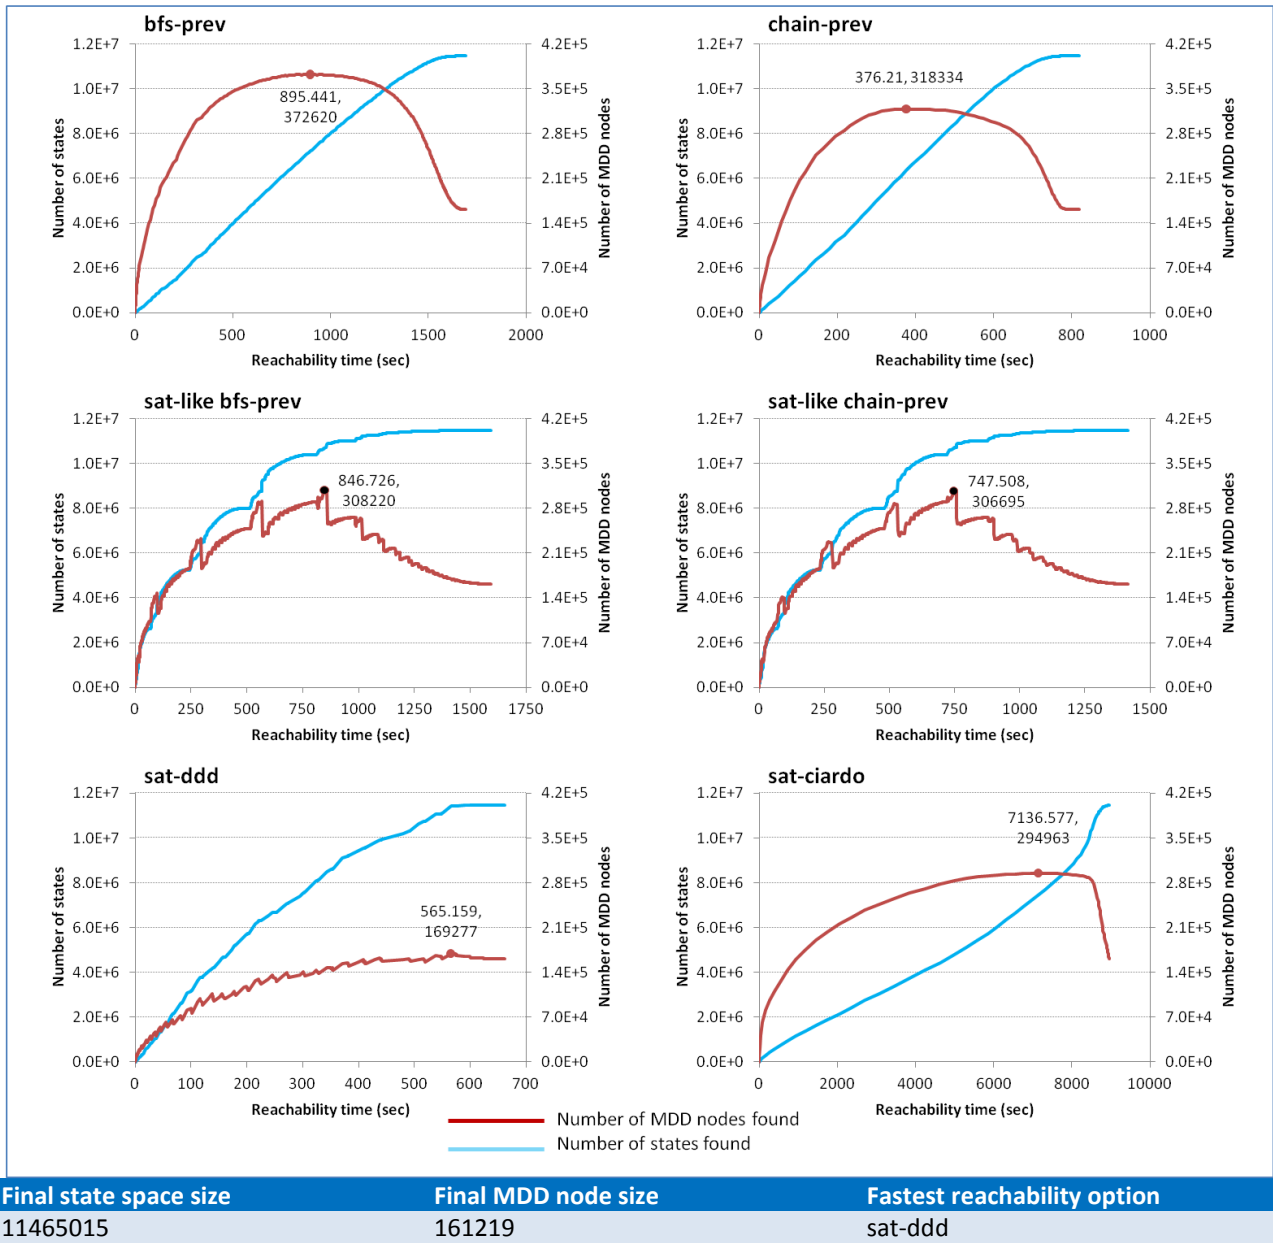 bfs-prev
1.2E+7
1.0E+7
8.0E+6
6.0E+6
4.0E+6
2.0E+6
0.0E+0
4.2E+5
3.5E+5
2.8E+5
2.1E+5
1.4E+5
7.0E+4
0.0E+0
Number of states
Number of MDD nodes
895.441,
372620
0 500 1000 1500 2000
Reachability time (sec)
chain-prev
1.2E+7
1.0E+7
8.0E+6
6.0E+6
4.0E+6
2.0E+6
0.0E+0
4.2E+5
3.5E+5
2.8E+5
2.1E+5
1.4E+5
7.0E+4
0.0E+0
Number of states
Number of MDD nodes
376.21, 318334
0 200 400 600 800 1000
Reachability time (sec)
sat-like bfs-prev
1.2E+7
1.0E+7
8.0E+6
6.0E+6
4.0E+6
2.0E+6
0.0E+0
4.2E+5
3.5E+5
2.8E+5
2.1E+5
1.4E+5
7.0E+4
0.0E+0
Number of states
Number of MDD nodes
846.726,
308220
0 250 500 750 1000 1250 1500 1750
Reachability time (sec)
sat-like chain-prev
1.2E+7
1.0E+7
8.0E+6
6.0E+6
4.0E+6
2.0E+6
0.0E+0
4.2E+5
3.5E+5
2.8E+5
2.1E+5
1.4E+5
7.0E+4
0.0E+0
Number of states
Number of MDD nodes
747.508,
306695
0 250 500 750 1000 1250 1500
Reachability time (sec)
sat-ddd
1.2E+7
1.0E+7
8.0E+6
6.0E+6
4.0E+6
2.0E+6
0.0E+0
4.2E+5
3.5E+5
2.8E+5
2.1E+5
1.4E+5
7.0E+4
0.0E+0
Number of states
Number of MDD nodes
565.159,
169277
0 100 200 300 400 500 600 700
Reachability time (sec)
sat-ciardo
1.2E+7
1.0E+7
8.0E+6
6.0E+6
4.0E+6
2.0E+6
0.0E+0
4.2E+5
3.5E+5
2.8E+5
2.1E+5
1.4E+5
7.0E+4
0.0E+0
Number of states
Number of MDD nodes
7136.577,
294963
0 2000 4000 6000 8000 10000
Reachability time (sec)
Number of MDD nodes found
Number of states found
Final state space size Final MDD node size Fastest reachability option
11465015 161219 sat-ddd